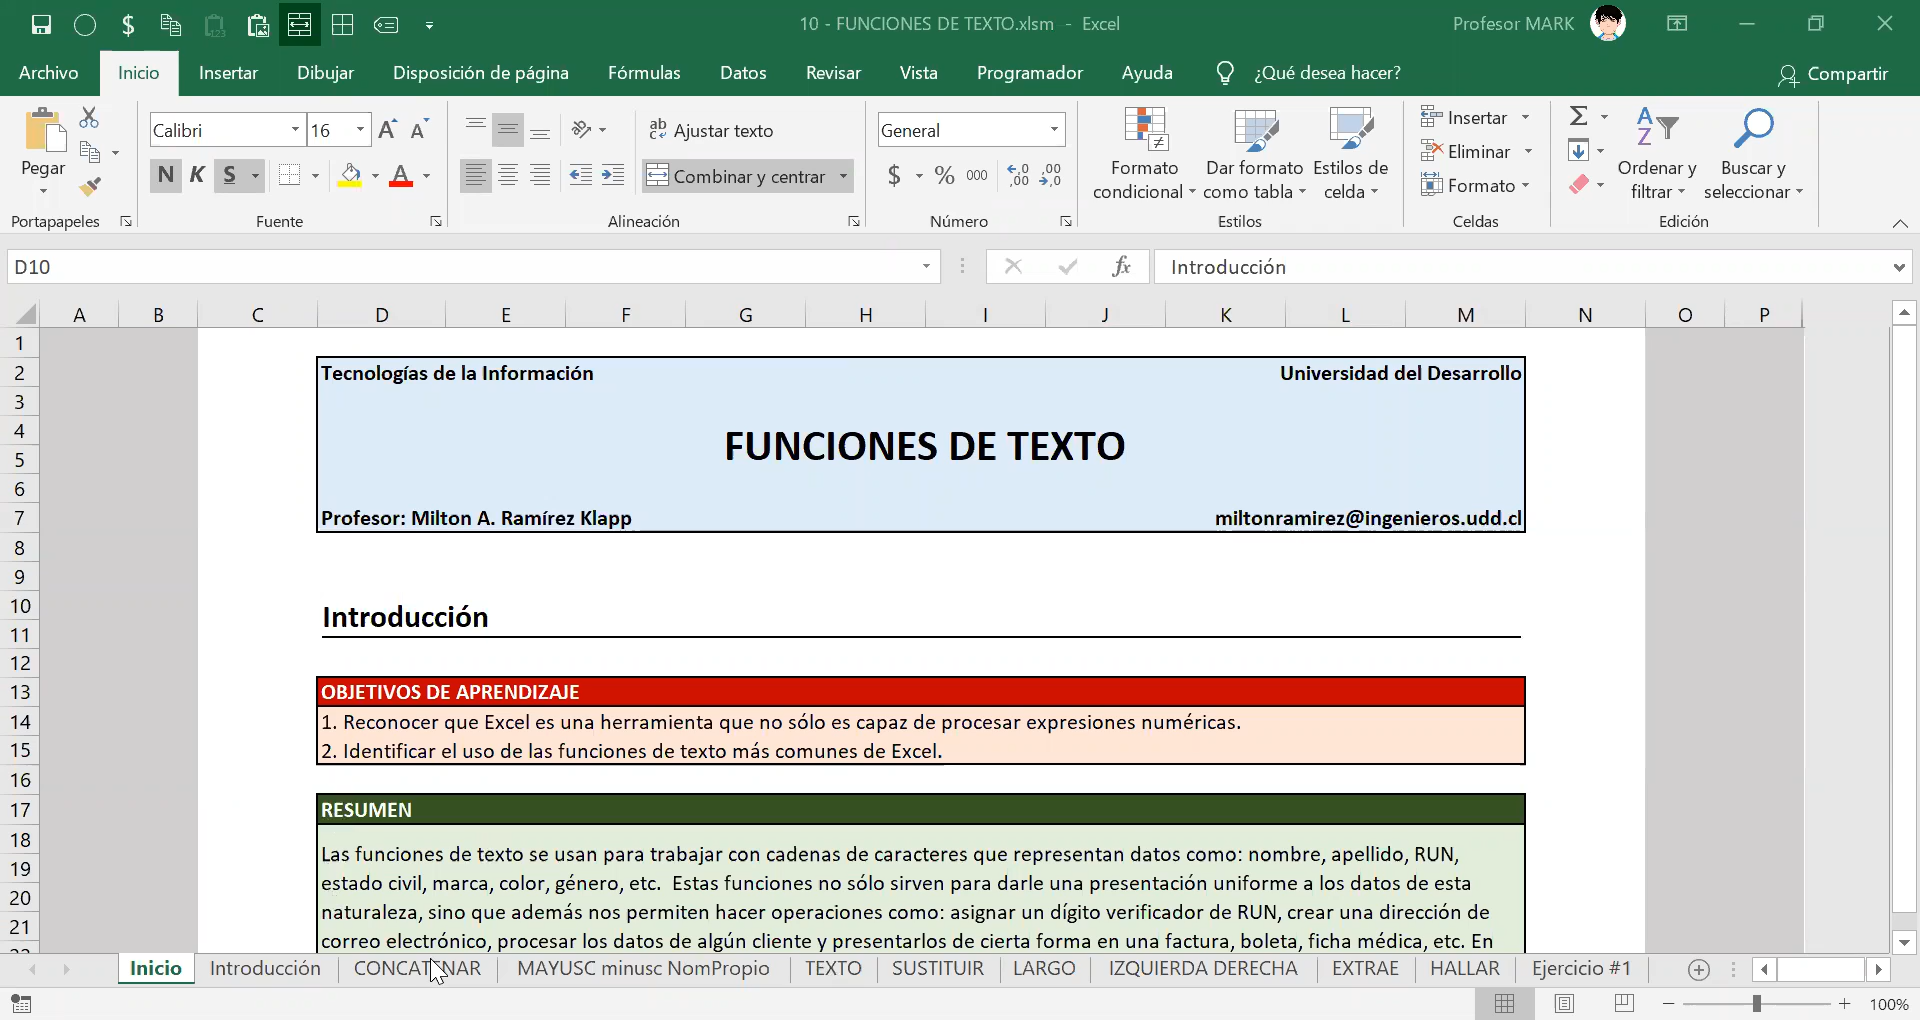 10 - FUNCIONES DE TEXTO.xlsm - Excel
Profesor MARK
Archivo
Inicio
Insertar
Dibujar
Disposición de página
Fórmulas
Datos
Revisar
Vista
Programador
Ayuda
¿Qué desea hacer?
Compartir
Pegar
Portapapeles
Calibri
16
N K S
Fuente
Ajustar texto
Combinar y centrar
Alineación
General
$ % 000
Número
Formato condicional
Dar formato como tabla
Estilos de celda
Estilos
Insertar
Eliminar
Formato
Celdas
Ordenar y filtrar
Buscar y seleccionar
Edición
D10
Introducción
A B C D E F G H I J K L M N O P
1
2 Tecnologías de la Información Universidad del Desarrollo
3
4 FUNCIONES DE TEXTO
5
6
7 Profesor: Milton A. Ramírez Klapp miltonramirez@ingenieros.udd.cl
8
9
10 Introducción
11
12
13 OBJETIVOS DE APRENDIZAJE
14 1. Reconocer que Excel es una herramienta que no sólo es capaz de procesar expresiones numéricas.
15 2. Identificar el uso de las funciones de texto más comunes de Excel.
16
17 RESUMEN
18 Las funciones de texto se usan para trabajar con cadenas de caracteres que representan datos como: nombre, apellido, RUN,
19 estado civil, marca, color, género, etc. Estas funciones no sólo sirven para darle una presentación uniforme a los datos de esta
20 naturaleza, sino que además nos permiten hacer operaciones como: asignar un dígito verificador de RUN, crear una dirección de
21 correo electrónico, procesar los datos de algún cliente y presentarlos de cierta forma en una factura, boleta, ficha médica, etc. En
Inicio
Introducción
CONCATENAR
MAYUSC minusc NomPropio
TEXTO
SUSTITUIR
LARGO
IZQUIERDA DERECHA
EXTRAE
HALLAR
Ejercicio #1
100%